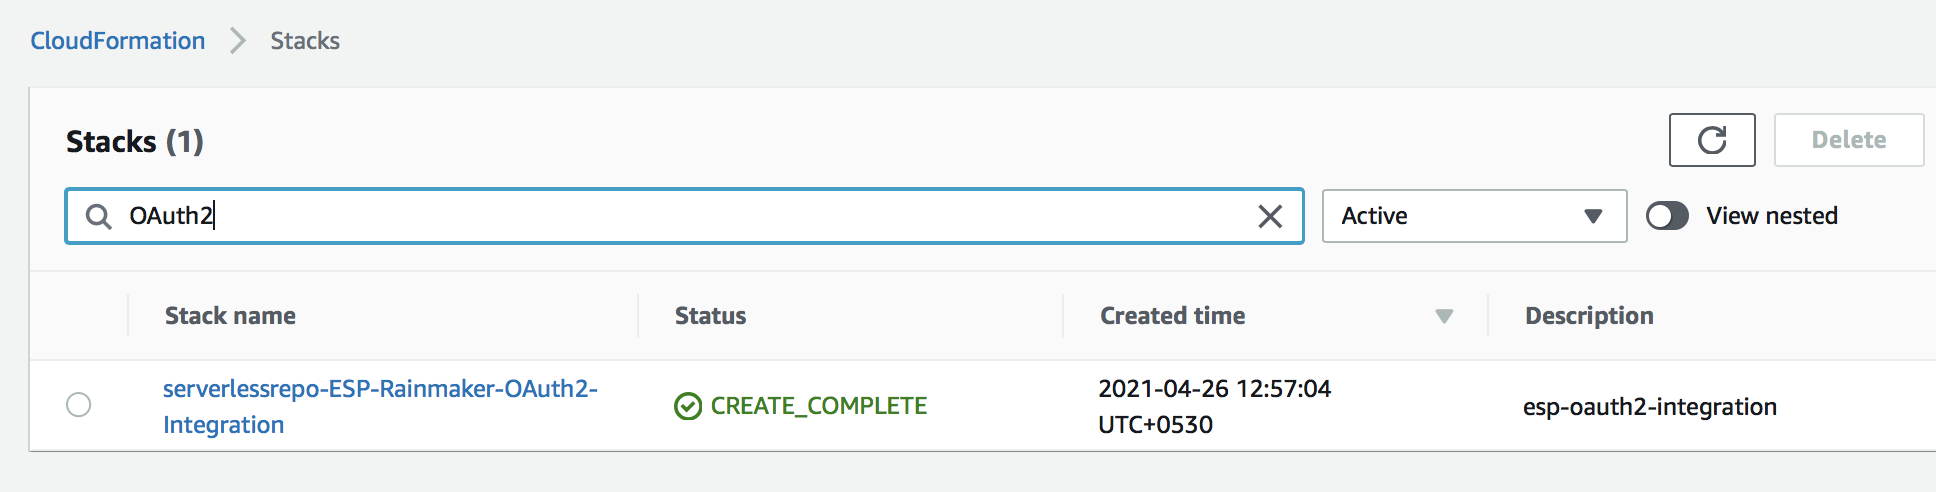 CloudFormation Stacks
Stacks (1)
Delete
OAuth2
Active
View nested
Stack name Status Created time Description
serverlessrepo-ESP-Rainmaker-OAuth2-
Integration
CREATE_COMPLETE
2021-04-26 12:57:04
UTC+0530
esp-oauth2-integration